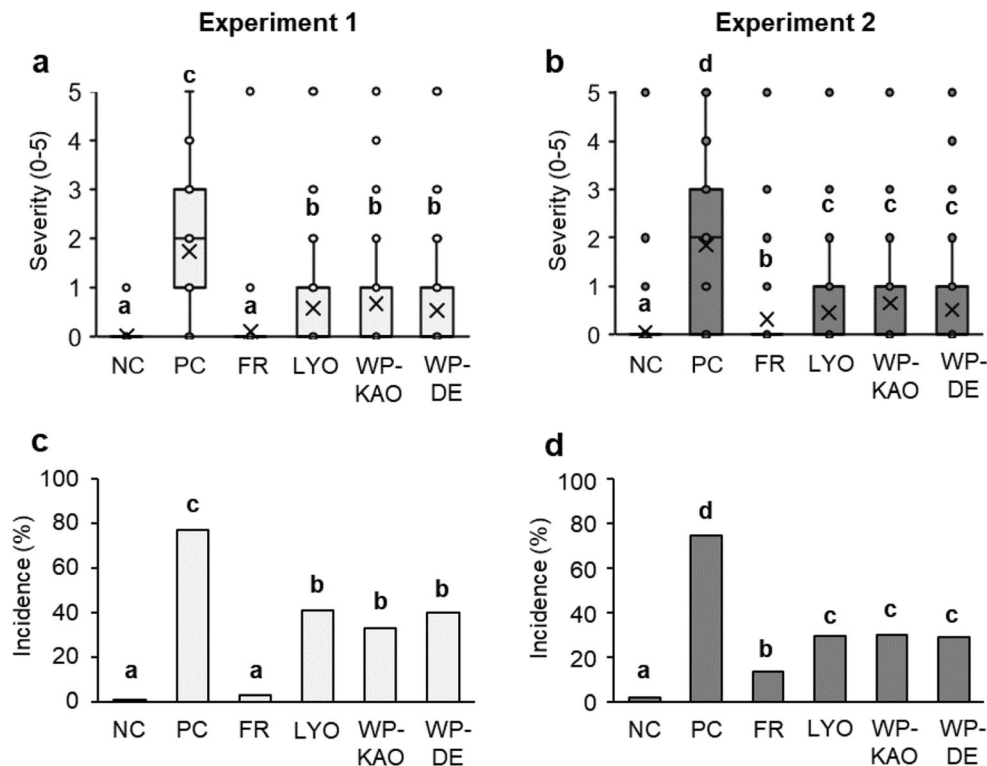 Experiment 1
Experiment 2
a
b
Severity (0-5)
5
4
3
2
1
0
a
c
a
b
b
b
NC
PC
FR
LYO
WP-
KAO
WP-
DE
Severity (0-5)
5
4
3
2
1
0
a
d
b
c
c
c
NC
PC
FR
LYO
WP-
KAO
WP-
DE
c
d
Incidence (%)
100
80
60
40
20
0
a
c
a
b
b
b
NC
PC
FR
LYO
WP-
KAO
WP-
DE
Incidence (%)
100
80
60
40
20
0
a
d
b
c
c
c
NC
PC
FR
LYO
WP-
KAO
WP-
DE